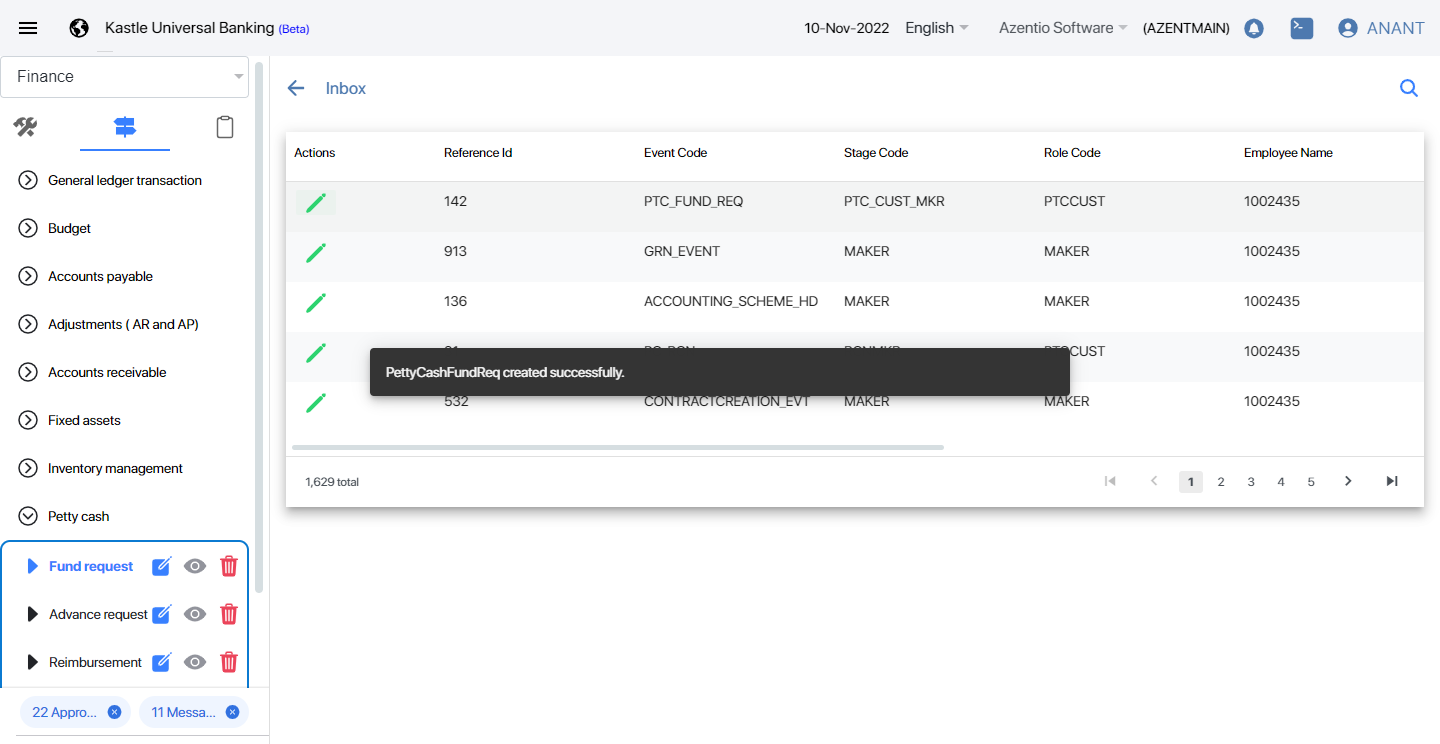 Kastle Universal Banking (Beta)
10-Nov-2022 English Azentio Software (AZENTMAIN) ANANT
Finance
General ledger transaction
Budget
Accounts payable
Adjustments ( AR and AP)
Accounts receivable
Fixed assets
Inventory management
Petty cash
Fund request
Advance request
Reimbursement
22 Appro... 11 Messa...
Inbox
Actions Reference Id Event Code Stage Code Role Code Employee Name
142 PTC_FUND_REQ PTC_CUST_MKR PTCCUST 1002435
913 GRN_EVENT MAKER MAKER 1002435
136 ACCOUNTING_SCHEME_HD MAKER MAKER 1002435
PTCCUST 1002435
PettyCashFundReq created successfully.
532 CONTRACTCREATION_EVT MAKER MAKER 1002435
1,629 total 1 2 3 4 5